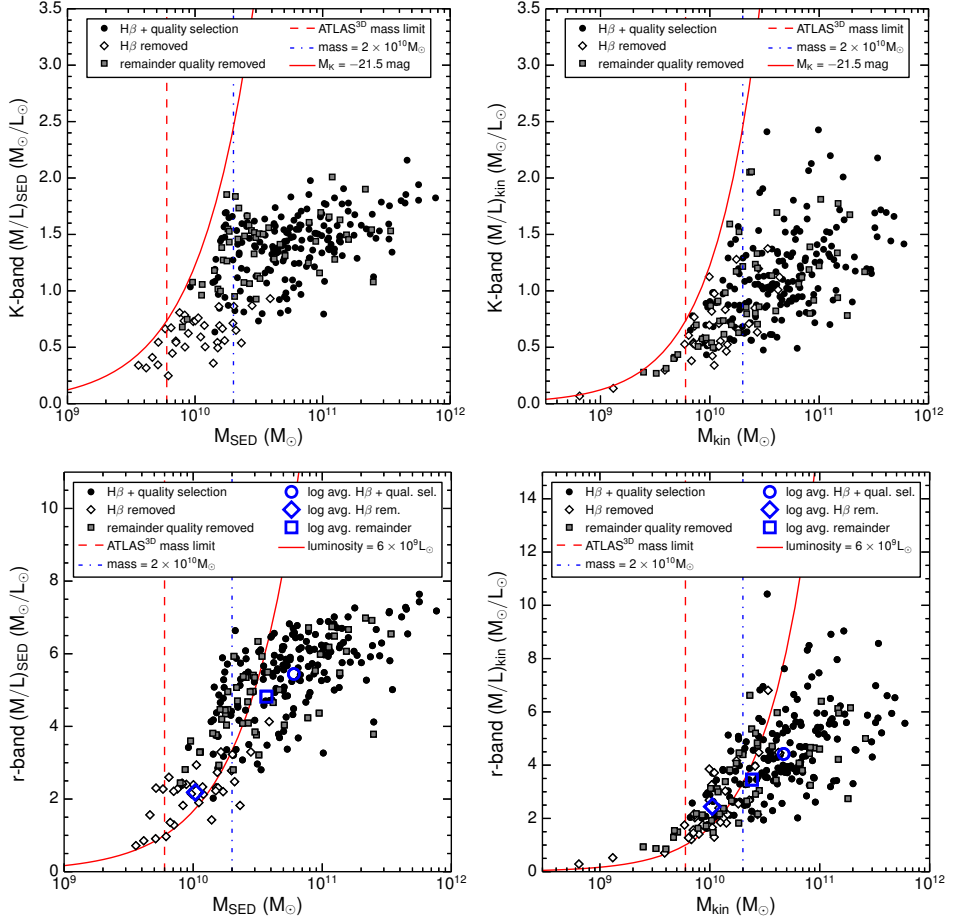 3.5
3.0
2.5
2.0
1.5
1.0
0.5
0.0
K-band (M/L)SED (M⊙/L⊙)
Hβ + quality selection
Hβ removed
remainder quality removed
ATLAS3D mass limit
mass = 2 × 10^10 M⊙
MK = −21.5 mag
10^9 10^10 10^11 10^12
MSED (M⊙)
3.5
3.0
2.5
2.0
1.5
1.0
0.5
0.0
K-band (M/L)kin (M⊙/L⊙)
Hβ + quality selection
Hβ removed
remainder quality removed
ATLAS3D mass limit
mass = 2 × 10^10 M⊙
MK = −21.5 mag
10^9 10^10 10^11 10^12
Mkin (M⊙)
10
8
6
4
2
0
r-band (M/L)SED (M⊙/L⊙)
Hβ + quality selection
Hβ removed
remainder quality removed
ATLAS3D mass limit
mass = 2 × 10^10 M⊙
log avg. Hβ + qual. sel.
log avg. Hβ rem.
log avg. remainder
luminosity = 6 × 10^9 L⊙
10^9 10^10 10^11 10^12
MSED (M⊙)
14
12
10
8
6
4
2
0
r-band (M/L)kin (M⊙/L⊙)
Hβ + quality selection
Hβ removed
remainder quality removed
ATLAS3D mass limit
mass = 2 × 10^10 M⊙
log avg. Hβ + qual. sel.
log avg. Hβ rem.
log avg. remainder
luminosity = 6 × 10^9 L⊙
10^9 10^10 10^11 10^12
Mkin (M⊙)